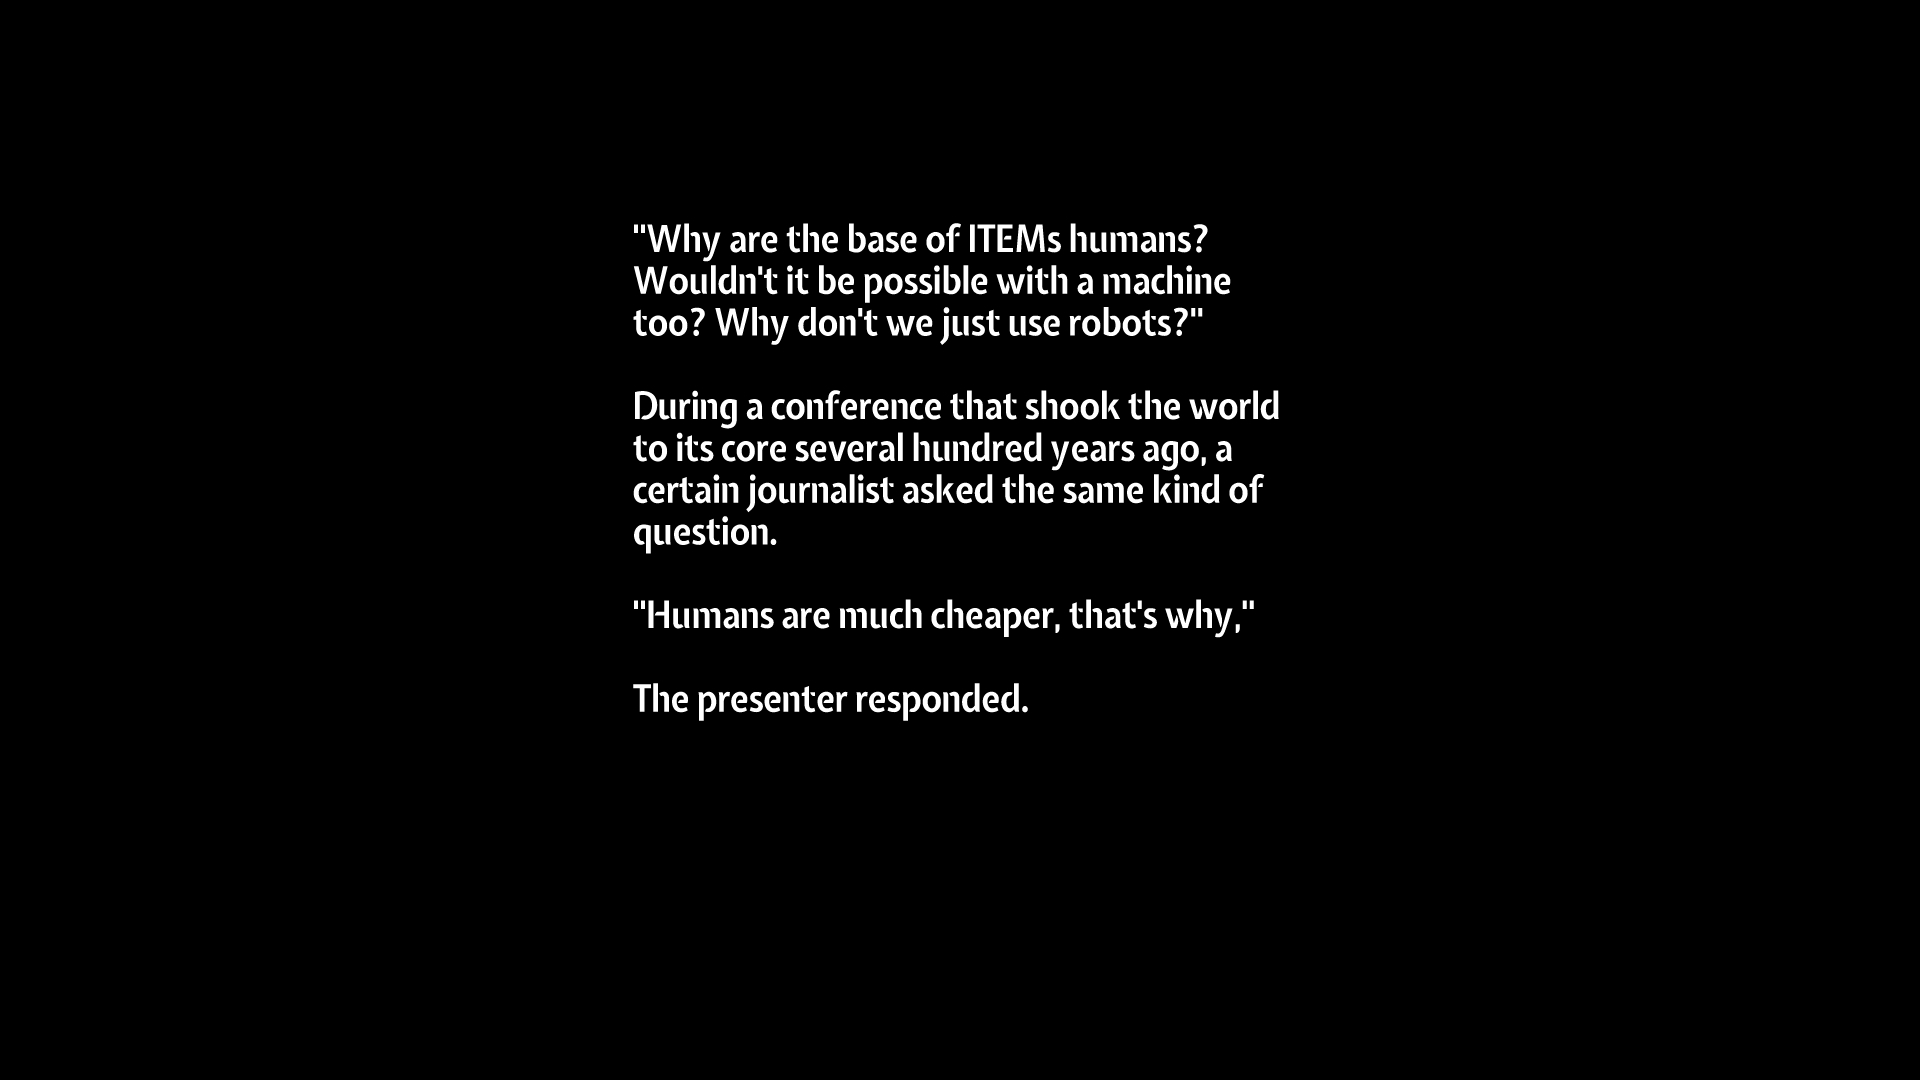 "Why are the base of ITEMs humans?
Wouldn't it be possible with a machine
too? Why don't we just use robots?"
During a conference that shook the world
to its core several hundred years ago, a
certain journalist asked the same kind of
question.
"Humans are much cheaper, that's why,"
The presenter responded.